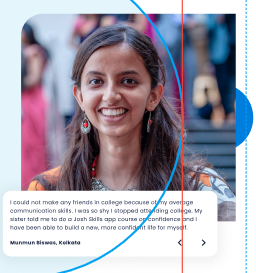 I could not make any friends in college because of my average
communication skills. I was so shy I stopped attending college. My
sister told me to do a Josh Skills app course on confidence and I
have been able to build a new, more confident life for myself.
Munmun Biswas, Kolkata